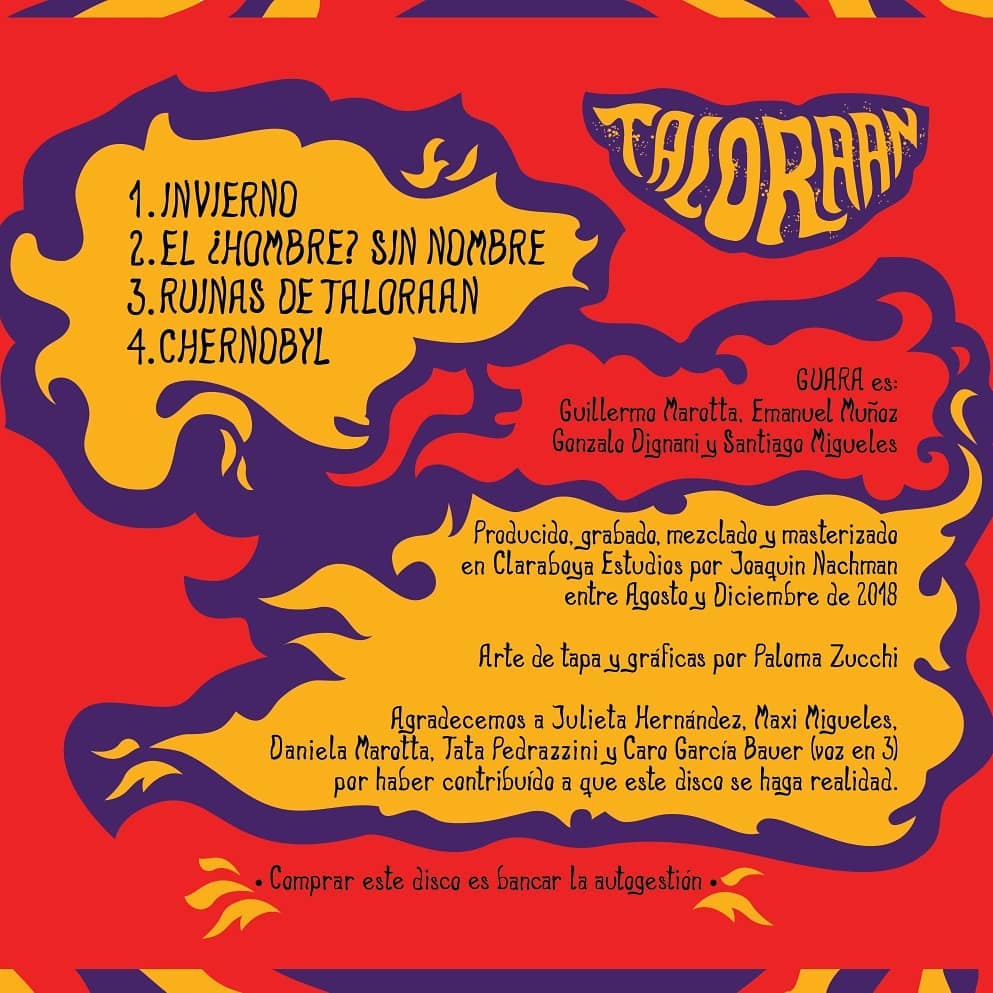 TALORAAN
1. INVIERNO
2. EL ¿HOMBRE? SIN NOMBRE
3. RUINAS DE TALORAAN
4. CHERNOBYL
GUARA es:
Guillermo Marotta, Emanuel Muñoz
Gonzalo Dignani y Santiago Migueles
Producido, grabado, mezclado y masterizado
en Claraboya Estudios por Joaquin Nachman
entre Agosto y Diciembre de 2018
Arte de tapa y gráficas por Paloma Zucchi
Agradecemos a Julieta Hernández, Maxi Migueles,
Daniela Marotta, Tata Pedrazzini y Caro García Bauer (voz en 3)
por haber contribuído a que este disco se haga realidad.
• Comprar este disco es bancar la autogestión •